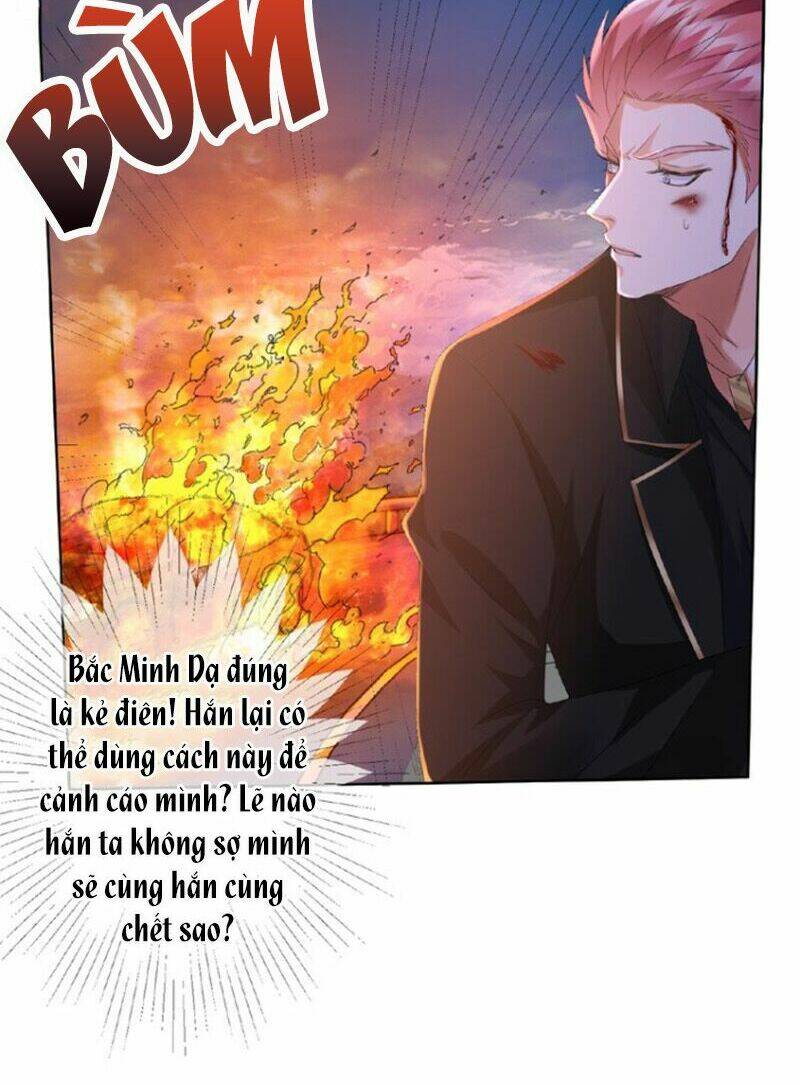 BÙM
Bắc Minh Dạ đúng
là kẻ điên! Hắn lại có
thể dùng cách này để
cảnh cáo mình? Lẽ nào
hắn ta không sợ mình
sẽ cùng hắn cùng
chết sao?